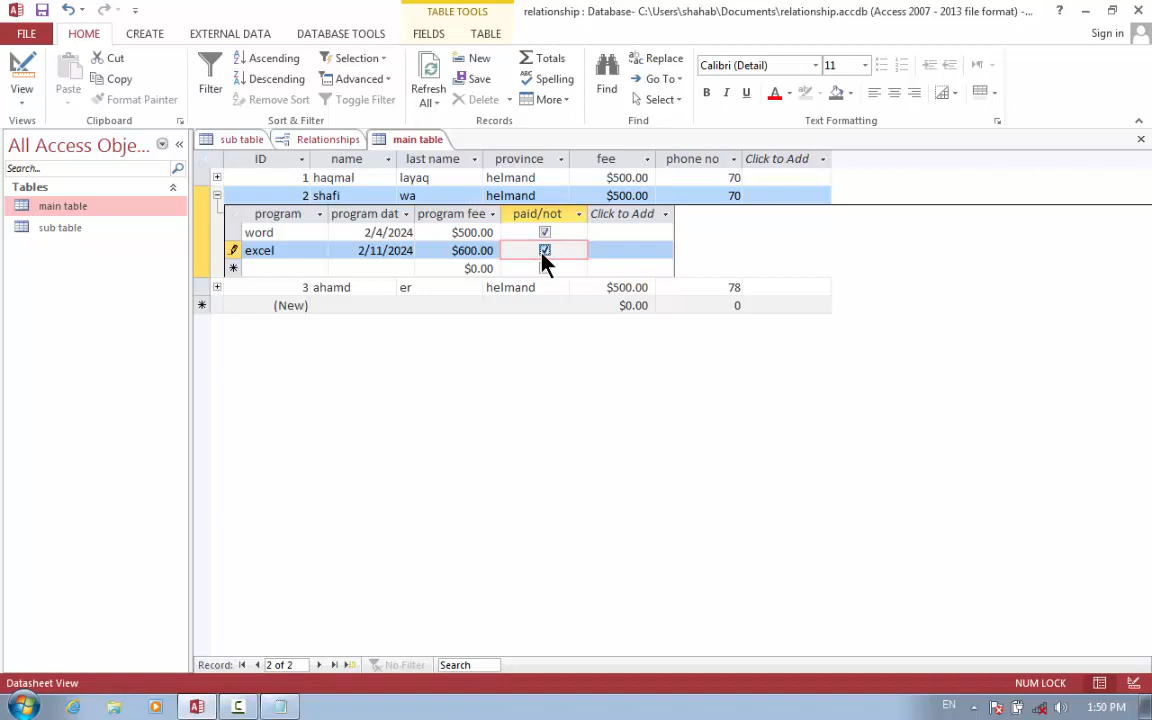 relationship : Database- C:\Users\shahab\Documents\relationship.accdb (Access 2007 - 2013 file format) -...
TABLE TOOLS
FILE HOME CREATE EXTERNAL DATA DATABASE TOOLS FIELDS TABLE Sign in
View
Views
Paste
Cut
Copy
Format Painter
Clipboard
Filter
Ascending
Descending
Remove Sort
Selection
Advanced
Toggle Filter
Sort & Filter
Refresh
All
New
Save
Delete
Totals
Spelling
More
Records
Find
Replace
Go To
Select
Find
Calibri (Detail) 11
B I U A
Text Formatting
All Access Obje...
Search...
Tables
main table
sub table
sub table Relationships main table
ID name last name province fee phone no Click to Add
1 haqmal layaq helmand $500.00 70
2 shafi wa helmand $500.00 70
program program dat program fee paid/not Click to Add
word 2/4/2024 $500.00
excel 2/11/2024 $600.00
$0.00
3 ahamd er helmand $500.00 78
(New) $0.00 0
Record: 2 of 2 No Filter Search
Datasheet View NUM LOCK
EN 1:50 PM